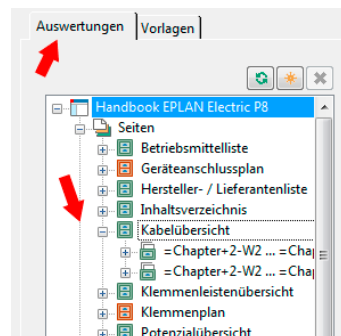 Auswertungen Vorlagen
Handbook EPLAN Electric P8
Seiten
Betriebsmittelliste
Geräteanschlussplan
Hersteller- / Lieferantenliste
Inhaltsverzeichnis
Kabelübersicht
=Chapter+2-W2 ... =Chap
=Chapter+2-W2 ... =Chap
Klemmenleistenübersicht
Klemmenplan
Potenzialübersicht